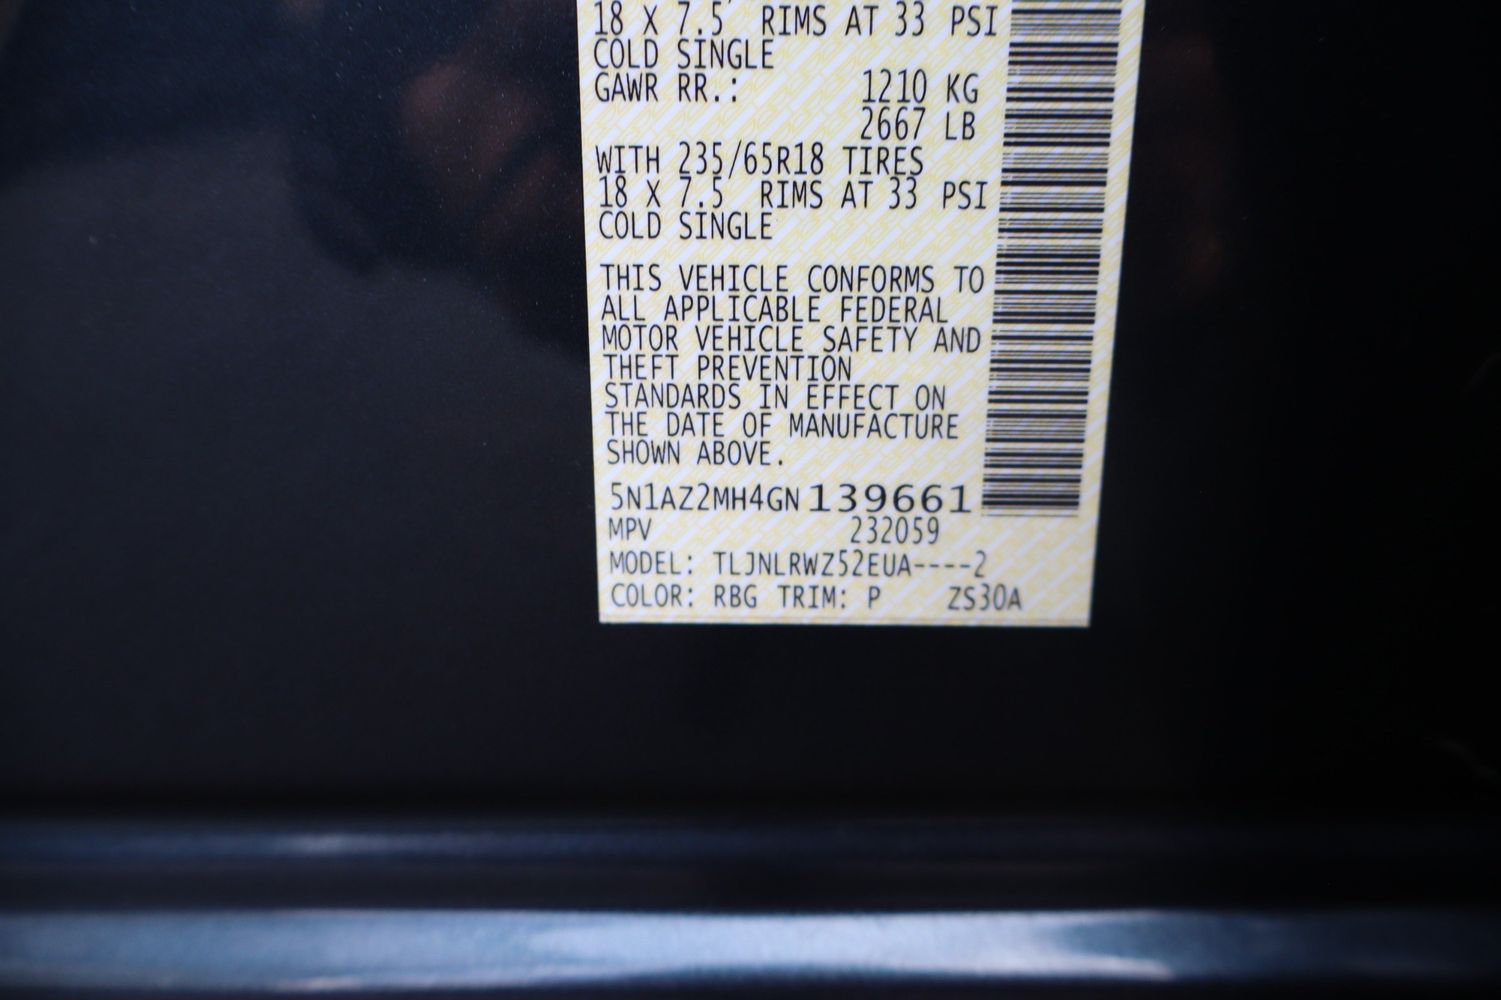 18 X 7.5 RIMS AT 33 PSI
COLD SINGLE
GAWR RR.: 1210 KG
2667 LB
WITH 235/65R18 TIRES
18 X 7.5 RIMS AT 33 PSI
COLD SINGLE
THIS VEHICLE CONFORMS TO
ALL APPLICABLE FEDERAL
MOTOR VEHICLE SAFETY AND
THEFT PREVENTION
STANDARDS IN EFFECT ON
THE DATE OF MANUFACTURE
SHOWN ABOVE.
5N1AZ2MH4GN139661
MPV 232059
MODEL: TLJNLRWZ52EUA----2
COLOR: RBG TRIM: P ZS30A